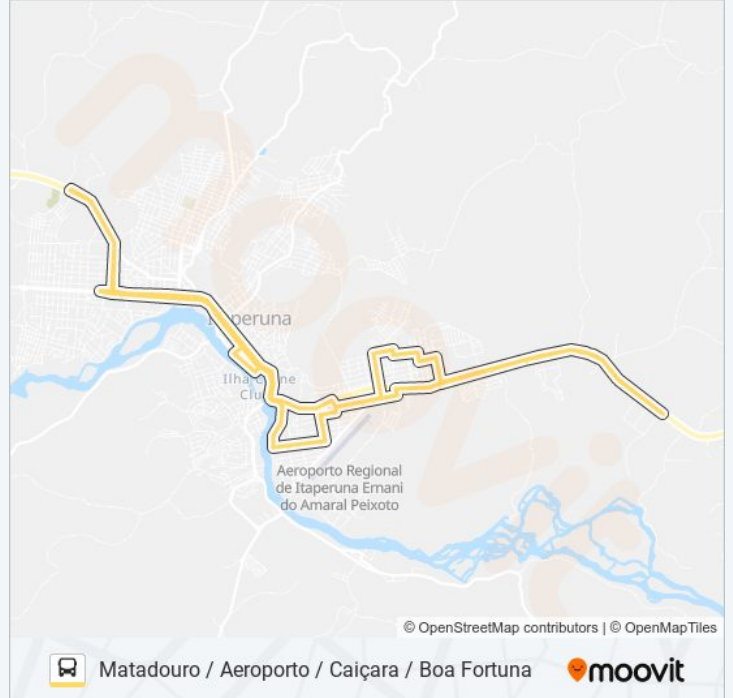 Itaperuna
Ilha Clube
Aeroporto Regional
de Itaperuna Ernani
do Amaral Peixoto
© OpenStreetMap contributors | © OpenMapTiles
Matadouro / Aeroporto / Caiçara / Boa Fortuna
moovit